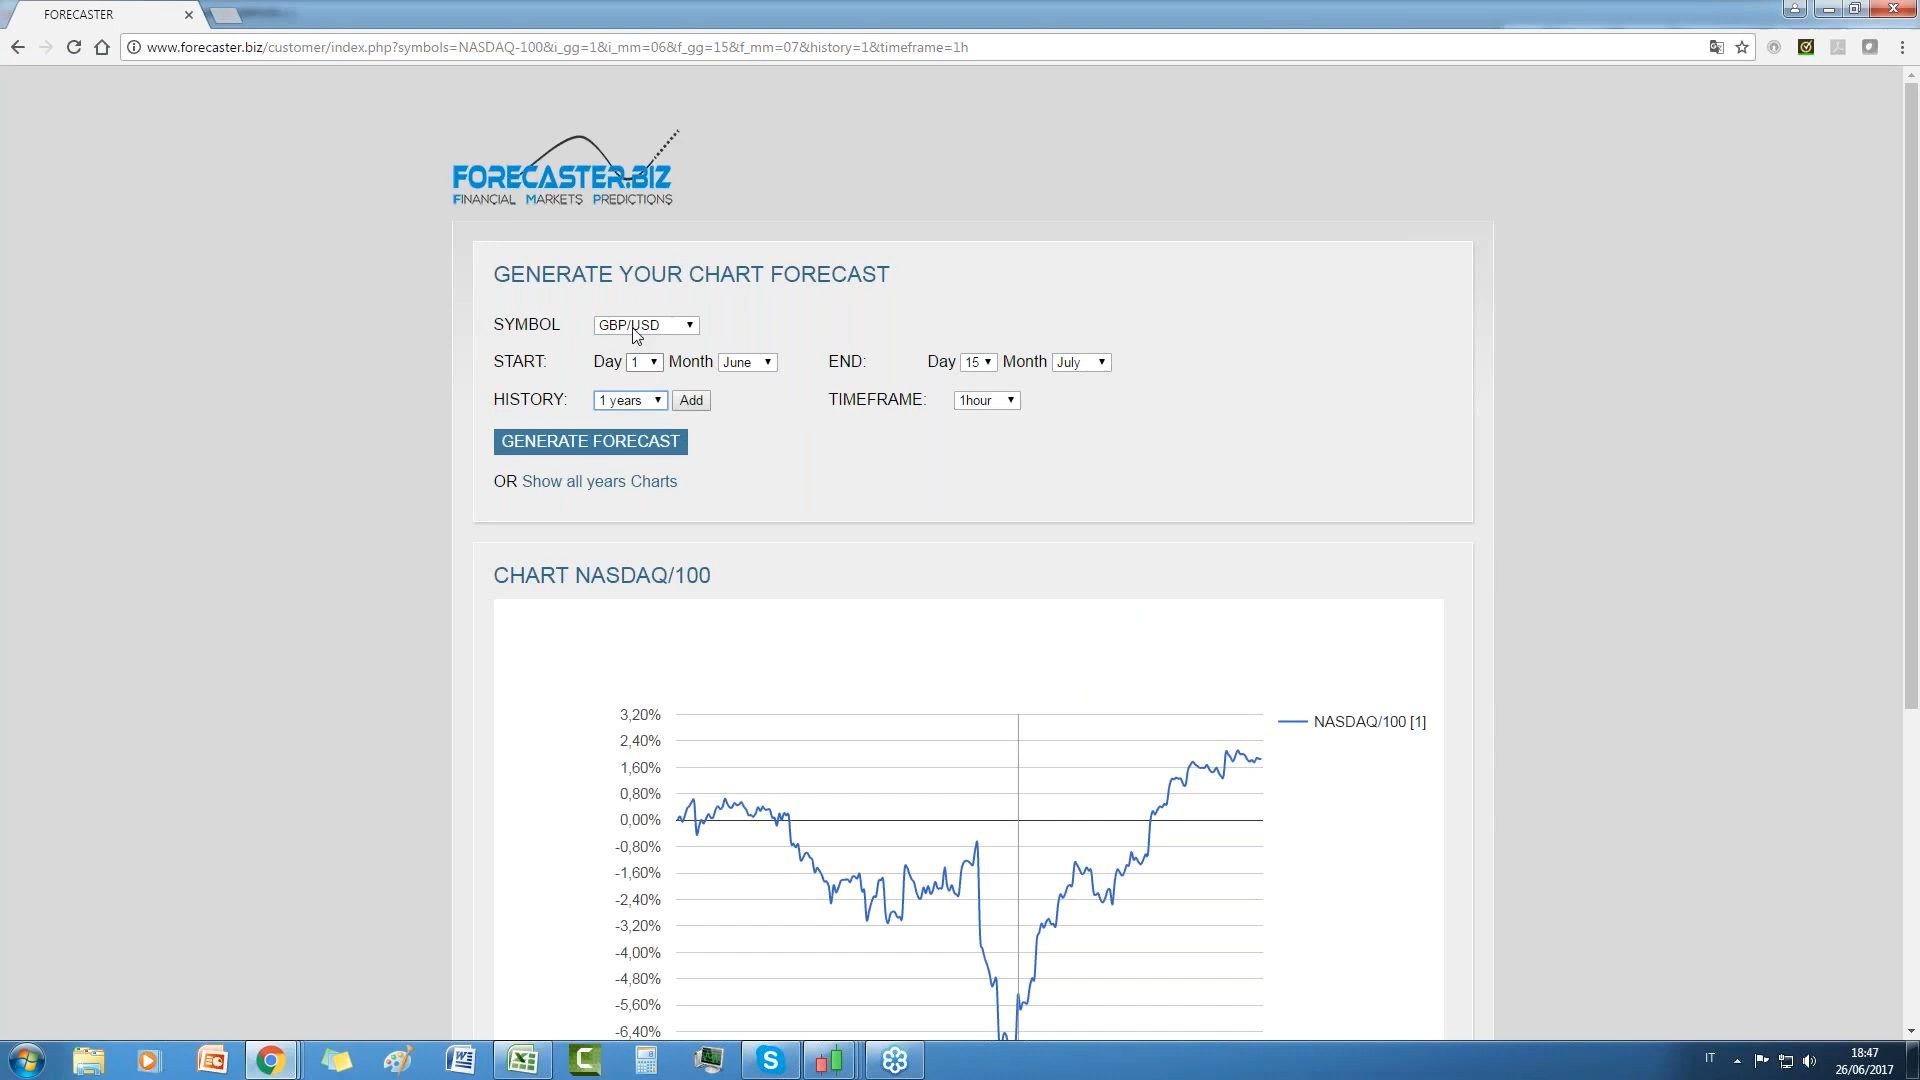 FORECASTER
www.forecaster.biz/customer/index.php?symbols=NASDAQ-100&i_gg=1&i_mm=06&f_gg=15&f_mm=07&history=1&timeframe=1h
FORECASTER.BIZ
FINANCIAL MARKETS PREDICTIONS
GENERATE YOUR CHART FORECAST
SYMBOL GBP/USD
START: Day 1 Month June END: Day 15 Month July
HISTORY: 1 years Add TIMEFRAME: 1hour
GENERATE FORECAST
OR Show all years Charts
CHART NASDAQ/100
3,20%
NASDAQ/100 [1]
2,40%
1,60%
0,80%
0,00%
-0,80%
-1,60%
-2,40%
-3,20%
-4,00%
-4,80%
-5,60%
-6,40%
IT
18:47
26/06/2017